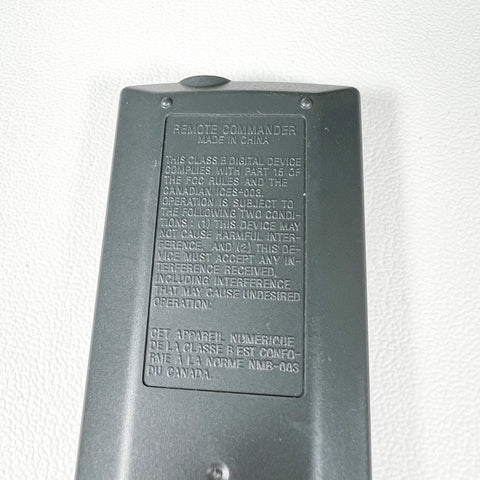 REMOTE COMMANDER
MADE IN CHINA
THIS CLASS B DIGITAL DEVICE
COMPLIES WITH PART 15 OF
THE FCC RULES AND THE
CANADIAN ICES-003.
OPERATION IS SUBJECT TO
THE FOLLOWING TWO CONDI-
TIONS : (1) THIS DEVICE MAY
NOT CAUSE HARMFUL INTER-
FERENCE, AND (2) THIS DE-
VICE MUST ACCEPT ANY IN-
TERFERENCE RECEIVED,
INCLUDING INTERFERENCE
THAT MAY CAUSE UNDESIRED
OPERATION.
CET APPAREIL NUMÉRIQUE
DE LA CLASSE B EST CONFO-
RME À LA NORME NMB-003
DU CANADA.